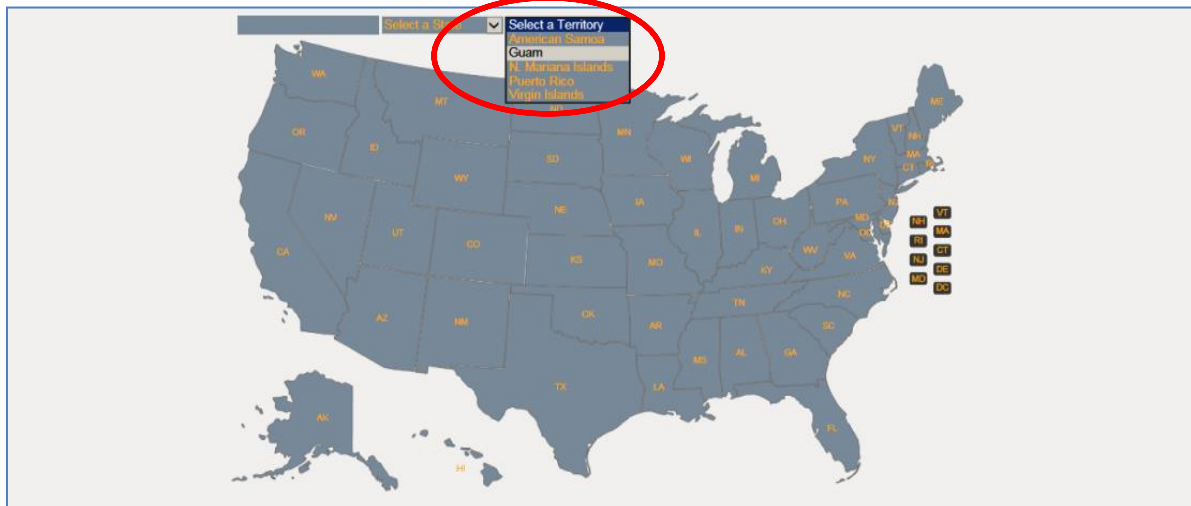 Select a State
Select a Territory
American Samoa
Guam
N. Mariana Islands
Puerto Rico
Virgin Islands
WA
MT
ND
MN
ME
OR
ID
SD
WI
MI
VT
NH
NY
MA
CT
RI
WY
IA
NE
PA
NJ
NV
UT
CO
IL
IN
OH
MD
DE
DC
CA
KS
MO
WV
VA
KY
AZ
NM
OK
AR
TN
NC
SC
MS
AL
GA
TX
LA
FL
AK
HI
VT
NH
MA
RI
CT
NJ
DE
MD
DC